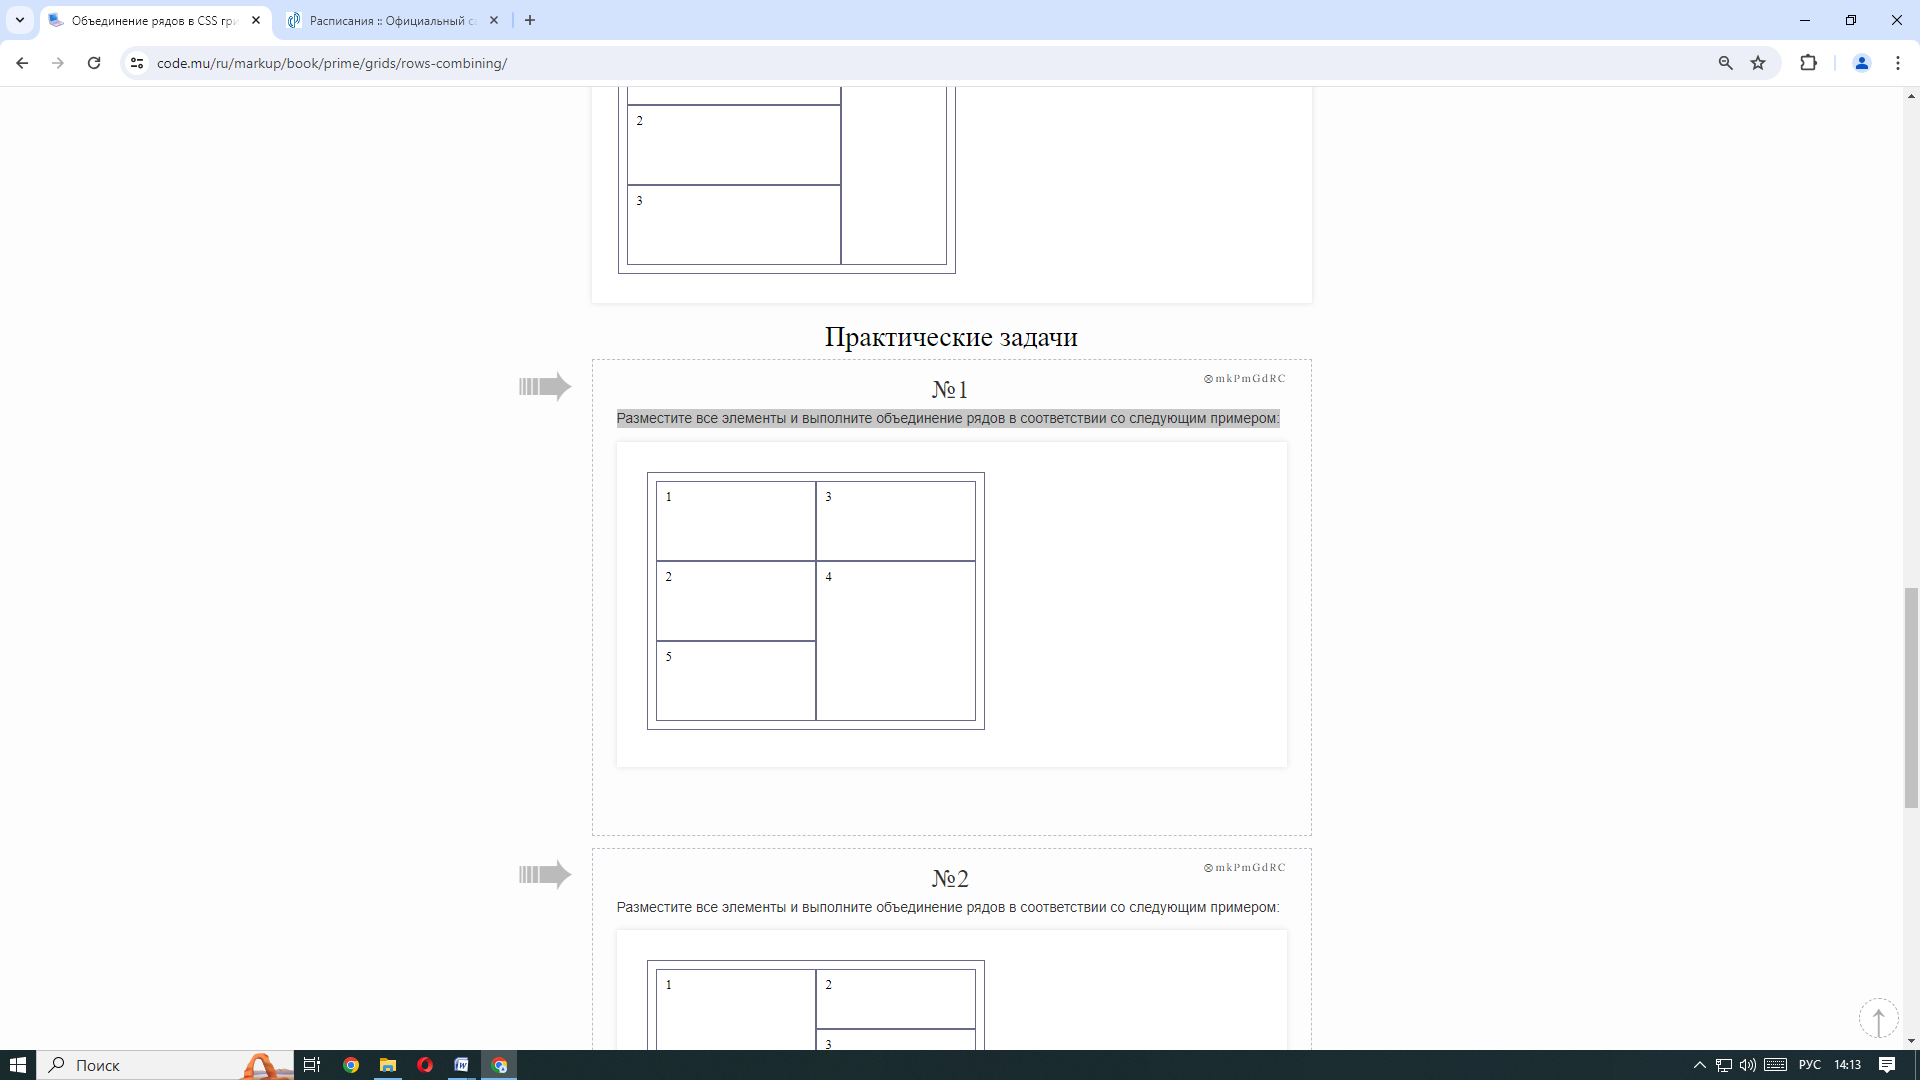 Объединение рядов в CSS гри
Расписания :: Официальный с
code.mu/ru/markup/book/prime/grids/rows-combining/
2
3
Практические задачи
№1
⊗mkPmGdRC
Разместите все элементы и выполните объединение рядов в соответствии со следующим примером:
1
3
2
4
5
№2
⊗mkPmGdRC
Разместите все элементы и выполните объединение рядов в соответствии со следующим примером:
1
2
3
Поиск
РУС
14:13